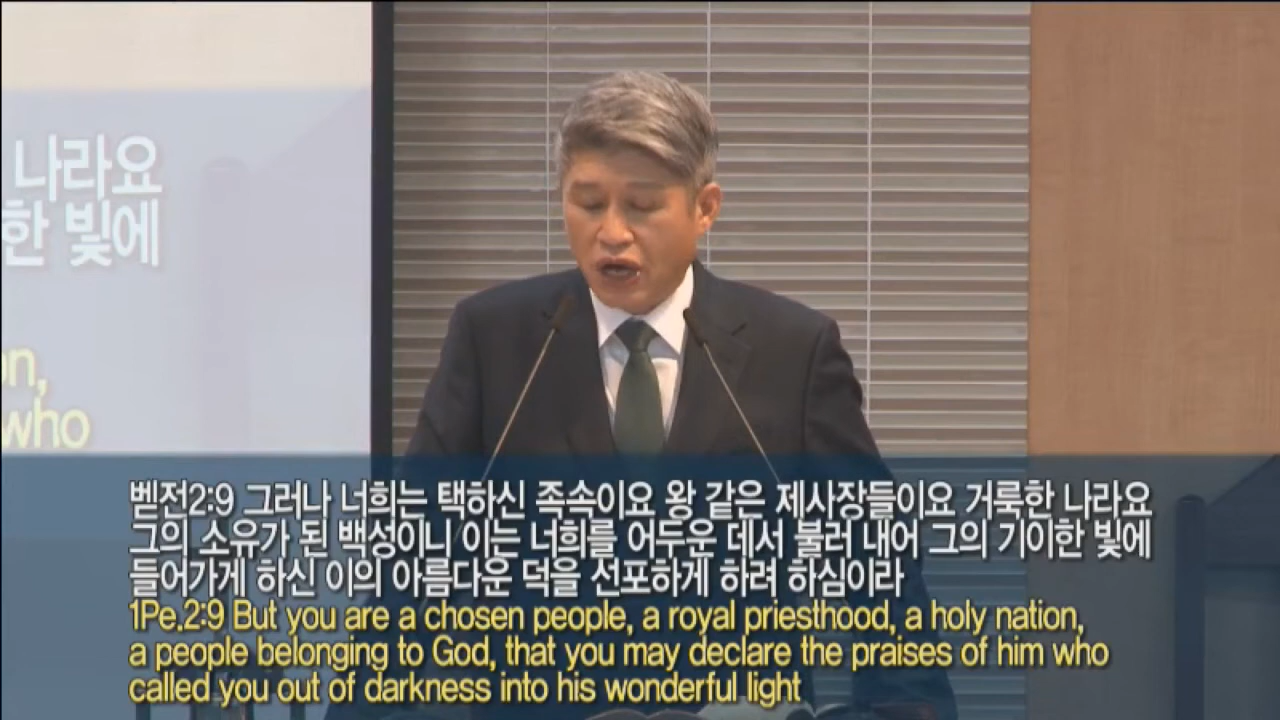 나라요
한 빛에
on,
who
벧전2:9 그러나 너희는 택하신 족속이요 왕 같은 제사장들이요 거룩한 나라요
그의 소유가 된 백성이니 이는 너희를 어두운 데서 불러 내어 그의 기이한 빛에
들어가게 하신 이의 아름다운 덕을 선포하게 하려 하심이라
1Pe.2:9 But you are a chosen people, a royal priesthood, a holy nation,
a people belonging to God, that you may declare the praises of him who
called you out of darkness into his wonderful light